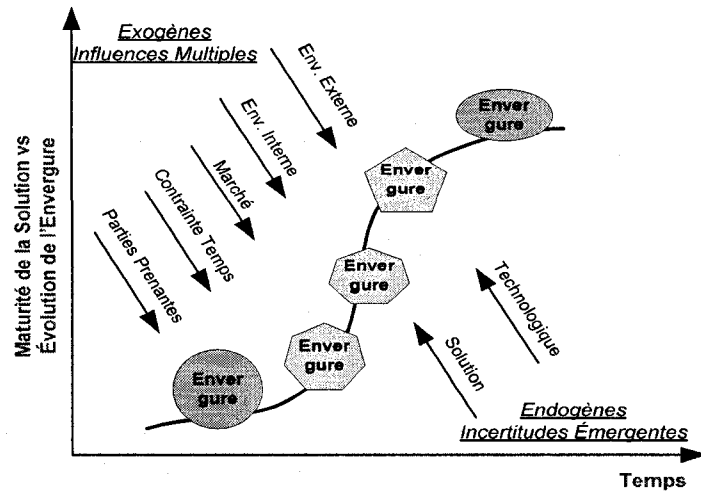 Exogènes
Influences Multiples
Env. Externe
Env. Interne
Marché
Contrainte Temps
Parties Prenantes
Maturité de la Solution vs
Évolution de l'Envergure
Enver
gure
Enver
gure
Enver
gure
Enver
gure
Enver
gure
Technologique
Solution
Endogènes
Incertitudes Émergentes
Temps